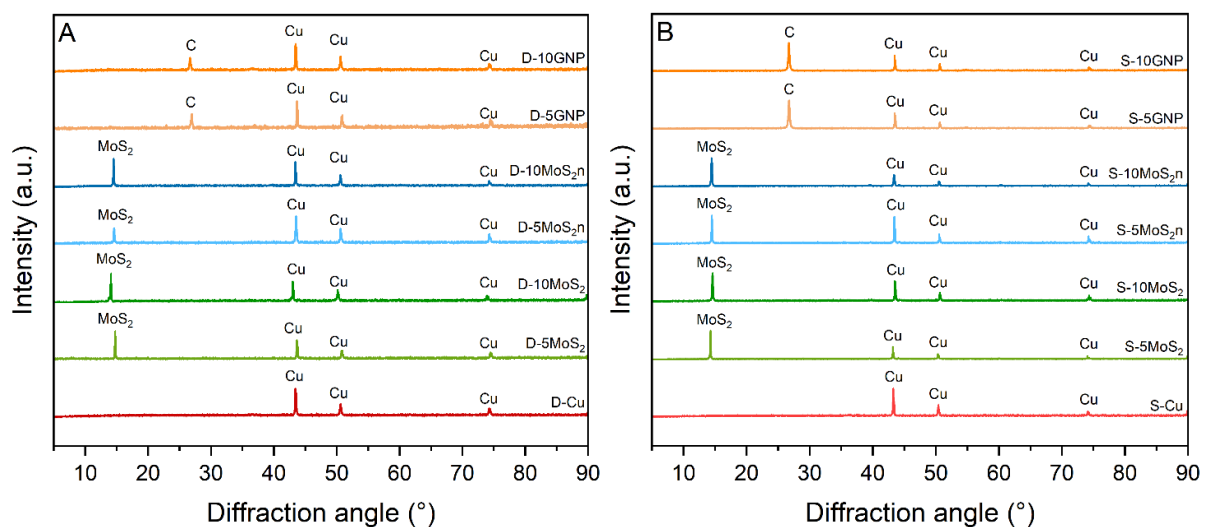 A
C
Cu
Cu
Cu
D-10GNP
C
Cu
Cu
Cu
D-5GNP
MoS₂
Cu
Cu
Cu
D-10MoS₂n
MoS₂
Cu
Cu
Cu
D-5MoS₂n
MoS₂
Cu
Cu
Cu
D-10MoS₂
MoS₂
Cu
Cu
Cu
D-5MoS₂
Cu
Cu
Cu
D-Cu
Intensity (a.u.)
10 20 30 40 50 60 70 80 90
Diffraction angle (°)
B
C
Cu
Cu
Cu
S-10GNP
C
Cu
Cu
Cu
S-5GNP
MoS₂
Cu
Cu
Cu
S-10MoS₂n
MoS₂
Cu
Cu
Cu
S-5MoS₂n
MoS₂
Cu
Cu
Cu
S-10MoS₂
MoS₂
Cu
Cu
Cu
S-5MoS₂
Cu
Cu
Cu
S-Cu
Intensity (a.u.)
10 20 30 40 50 60 70 80 90
Diffraction angle (°)